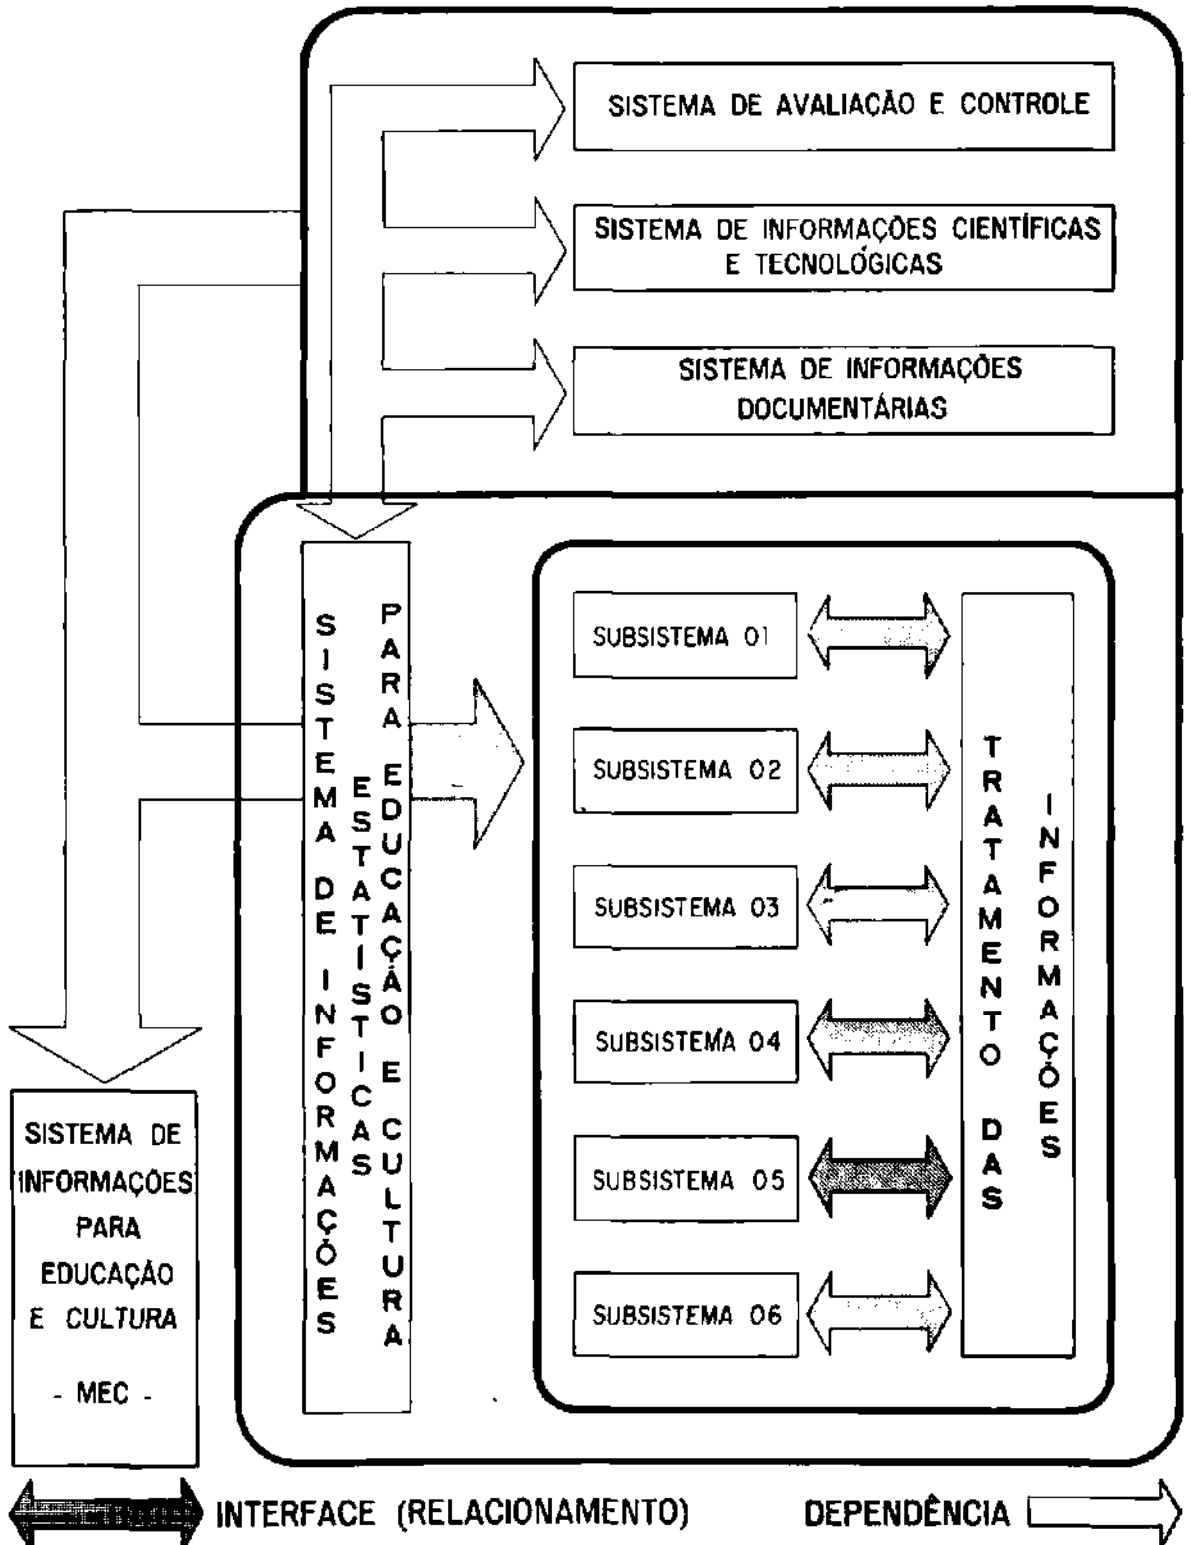 SISTEMA DE AVALIAÇÃO E CONTROLE
SISTEMA DE INFORMAÇÕES CIENTÍFICAS
E TECNOLÓGICAS
SISTEMA DE INFORMAÇÕES
DOCUMENTÁRIAS
SISTEMA DE INFORMAÇÕES
ESTATISTICAS
PARA EDUCAÇÃO E CULTURA
SUBSISTEMA 01
SUBSISTEMA 02
SUBSISTEMA 03
SUBSISTEMA 04
SUBSISTEMA 05
SUBSISTEMA 06
TRATAMENTO DAS
INFORMAÇÕES
SISTEMA DE
INFORMAÇÕES
PARA
EDUCAÇÃO
E CULTURA
- MEC -
INTERFACE (RELACIONAMENTO)
DEPENDÊNCIA